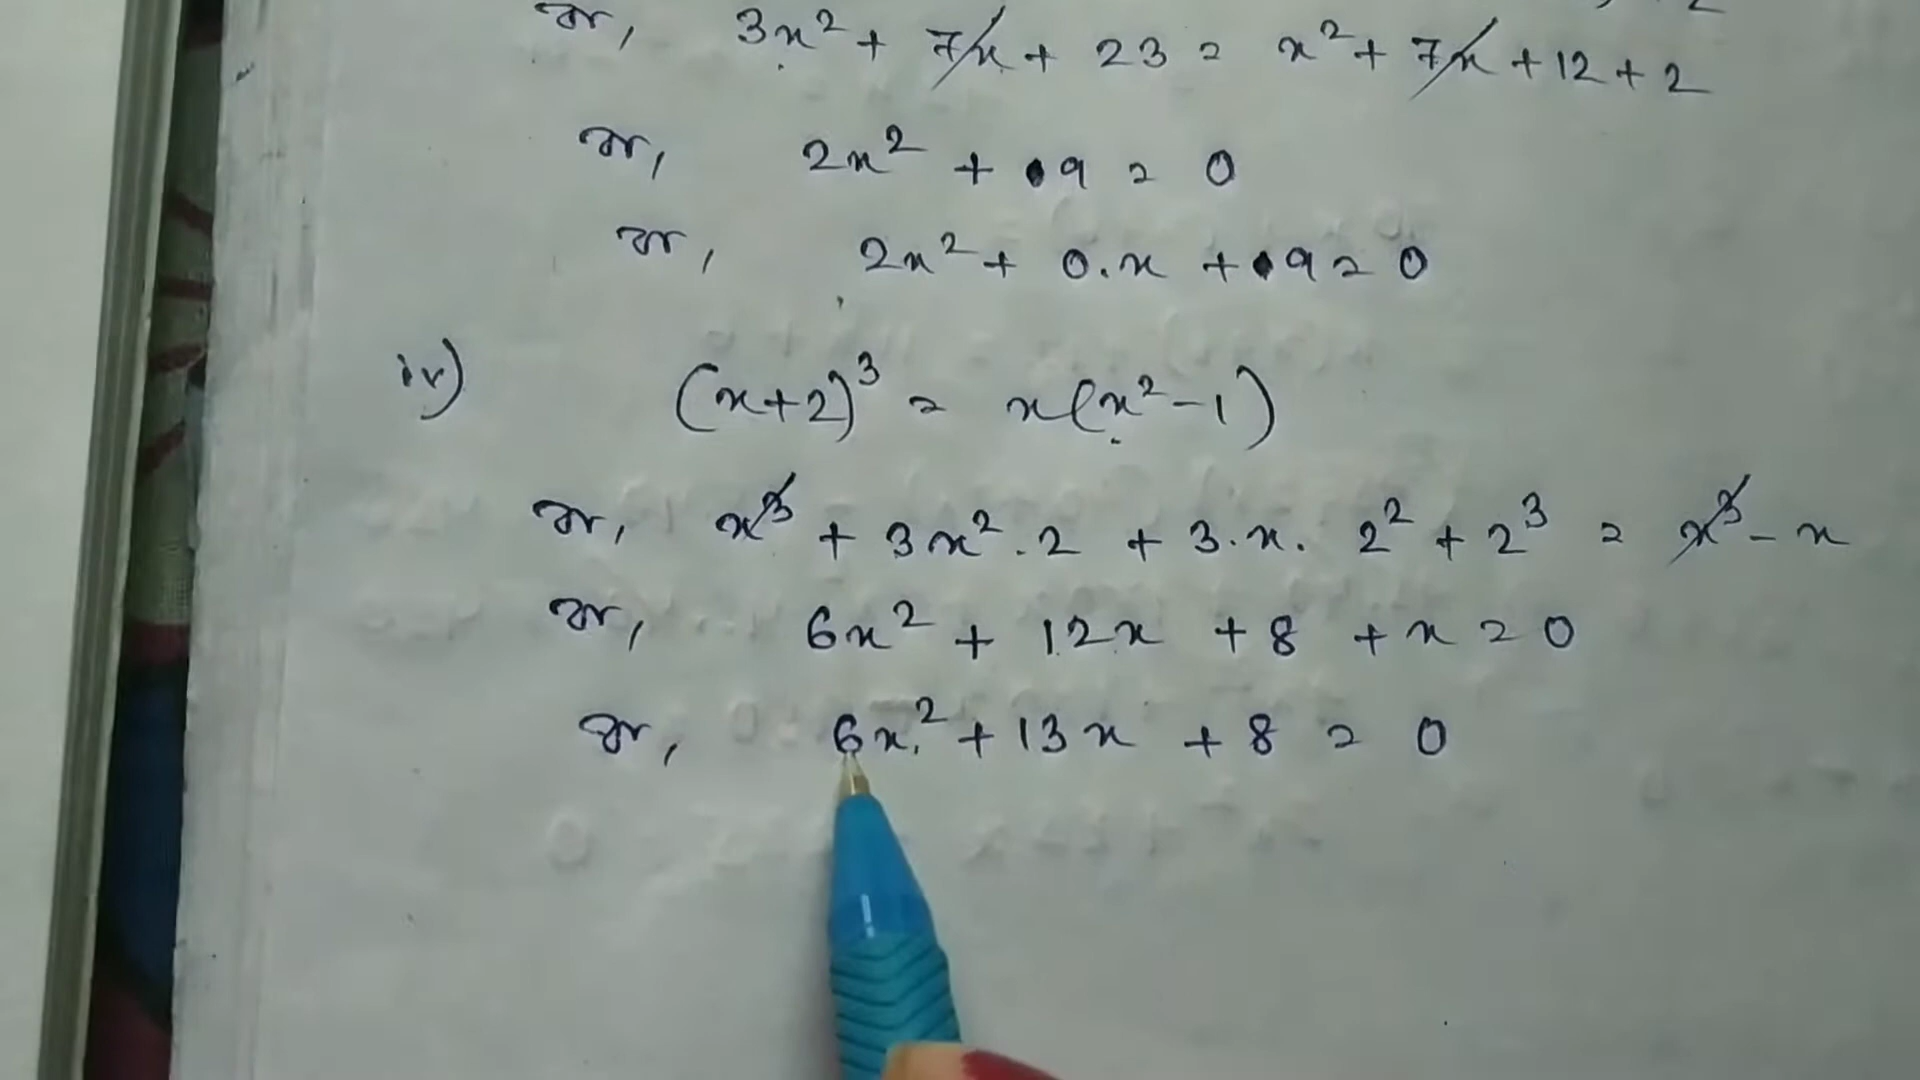 বা, 3x² + 7x + 23 = x² + 7x + 12 + 2
বা, 2x² + 9 = 0
বা, 2x² + 0.x + 9 = 0
iv) (x+2)³ = x(x²-1)
বা, x³ + 3x².2 + 3.x.2² + 2³ = x³ - x
বা, 6x² + 12x + 8 + x = 0
বা, 6x² + 13x + 8 = 0